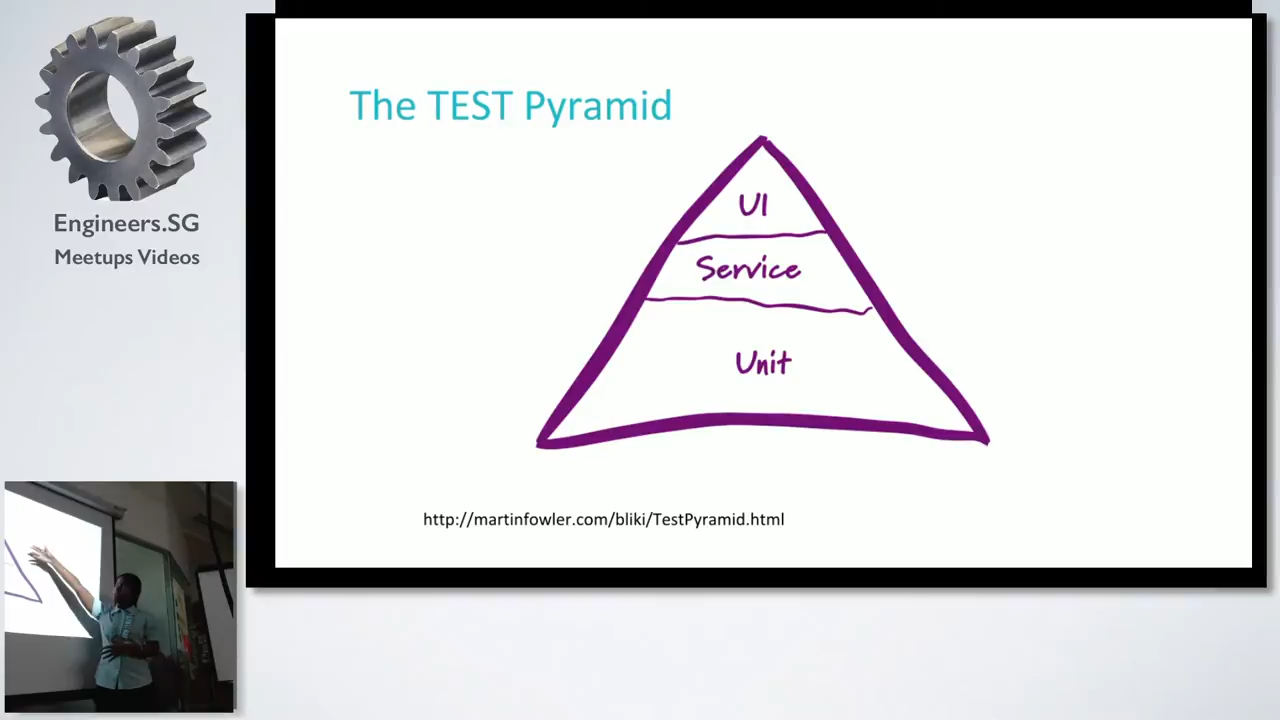 Engineers.SG
Meetups Videos
The TEST Pyramid
UI
Service
Unit
http://martinfowler.com/bliki/TestPyramid.html